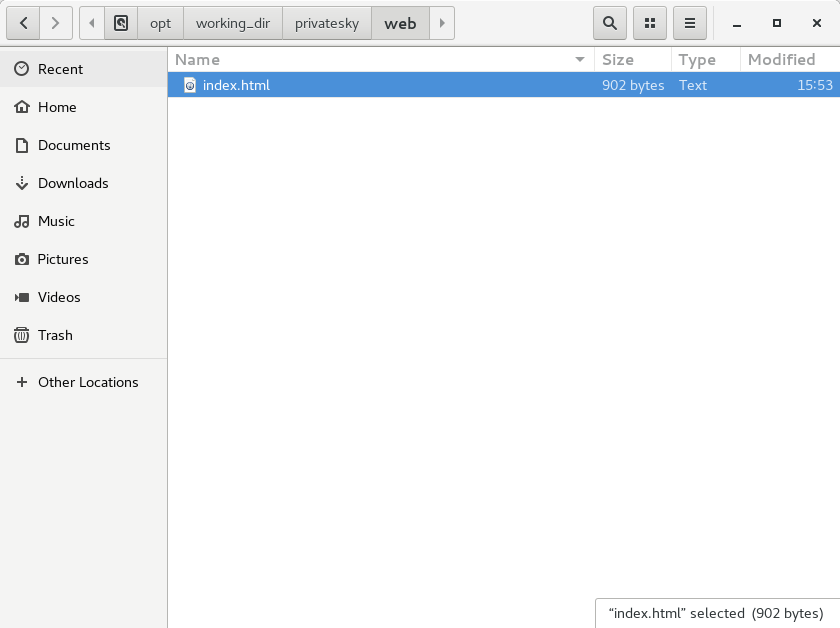 opt working_dir privatesky web
Name Size Type Modified
index.html 902 bytes Text 15:53
Recent
Home
Documents
Downloads
Music
Pictures
Videos
Trash
Other Locations
“index.html” selected (902 bytes)